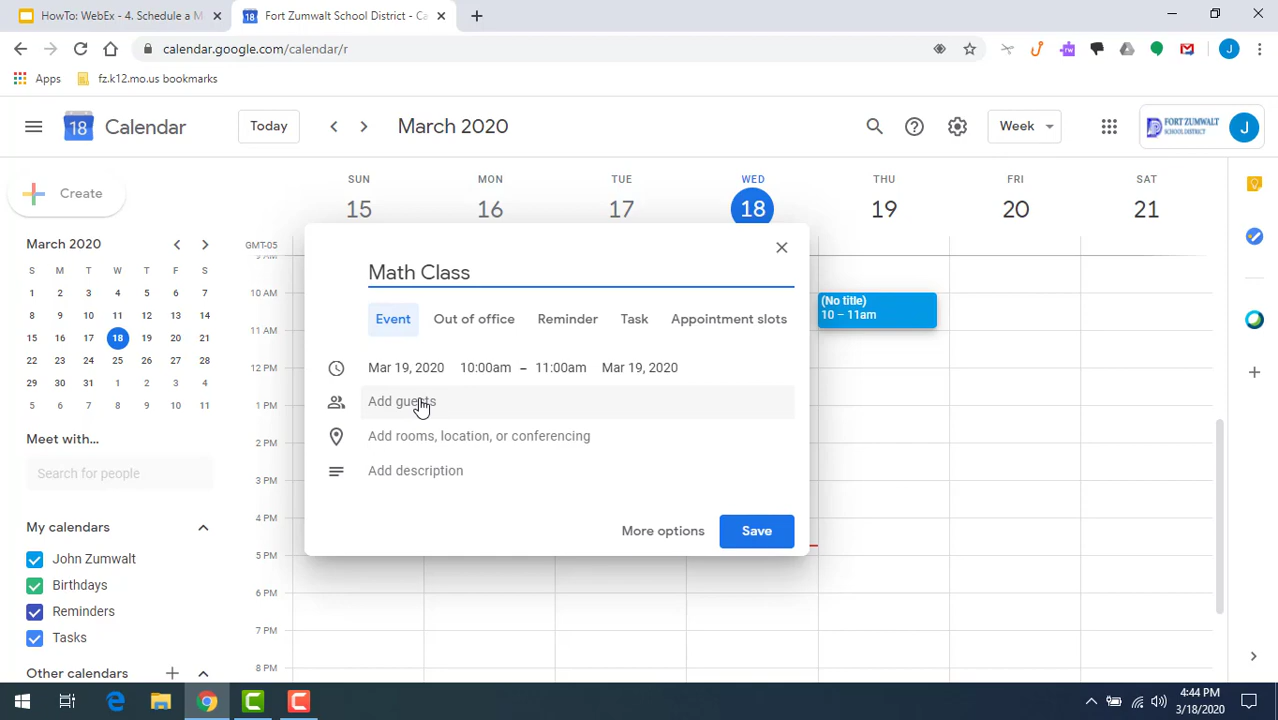 HowTo: WebEx - 4. Schedule a M
Fort Zumwalt School District - Ca
calendar.google.com/calendar/r
J
Apps
fz.k12.mo.us bookmarks
18
Calendar
Today
March 2020
Week
FORT ZUMWALT
SCHOOL DISTRICT
J
Create
SUN
MON
TUE
WED
THU
FRI
SAT
15
16
17
18
19
20
21
March 2020
GMT-05
S M T W T F S
1 2 3 4 5 6 7
8 9 10 11 12 13 14
15 16 17 18 19 20 21
22 23 24 25 26 27 28
29 30 31 1 2 3 4
5 6 7 8 9 10 11
9 AM
10 AM
11 AM
12 PM
1 PM
2 PM
3 PM
4 PM
5 PM
6 PM
7 PM
8 PM
(No title)
10 – 11am
Math Class
Event
Out of office
Reminder
Task
Appointment slots
Mar 19, 2020 10:00am – 11:00am Mar 19, 2020
Add guests
Add rooms, location, or conferencing
Add description
More options
Save
Meet with...
Search for people
My calendars
John Zumwalt
Birthdays
Reminders
Tasks
Other calendars
4:44 PM
3/18/2020